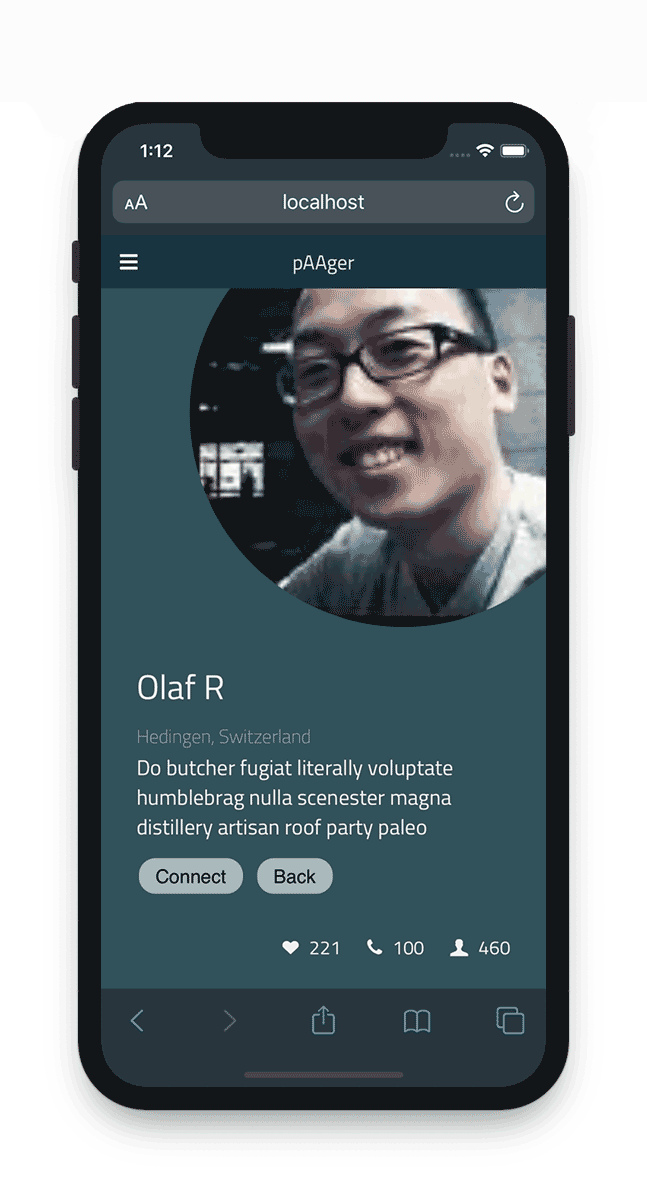 1:12
AA localhost
pAAger
Olaf R
Hedingen, Switzerland
Do butcher fugiat literally voluptate
humblebrag nulla scenester magna
distillery artisan roof party paleo
Connect Back
221 100 460